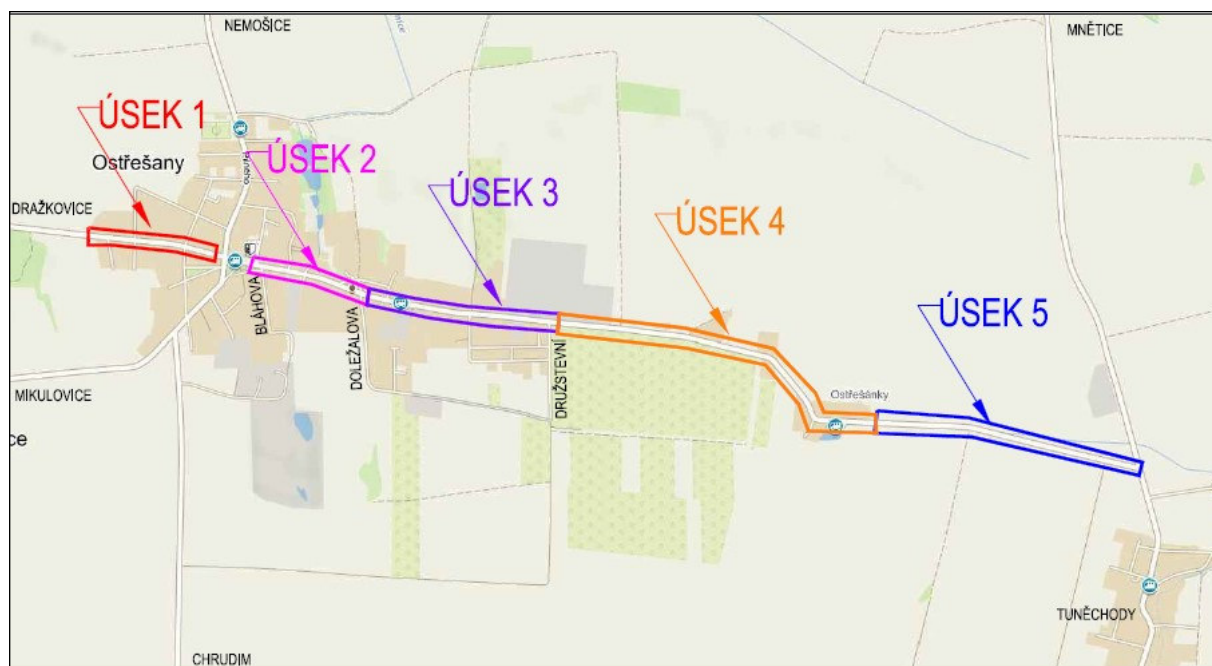 NEMOŠICE
MNĚTICE
ÚSEK 1
Ostřešany
ÚSEK 2
ÚSEK 3
ÚSEK 4
DRAŽKOVICE
BLÁHOVA
DOLEŽALOVA
ÚSEK 5
DRUŽSTEVNÍ
MIKULOVICE
Ostřešánky
ce
TUNĚCHODY
CHRUDIM